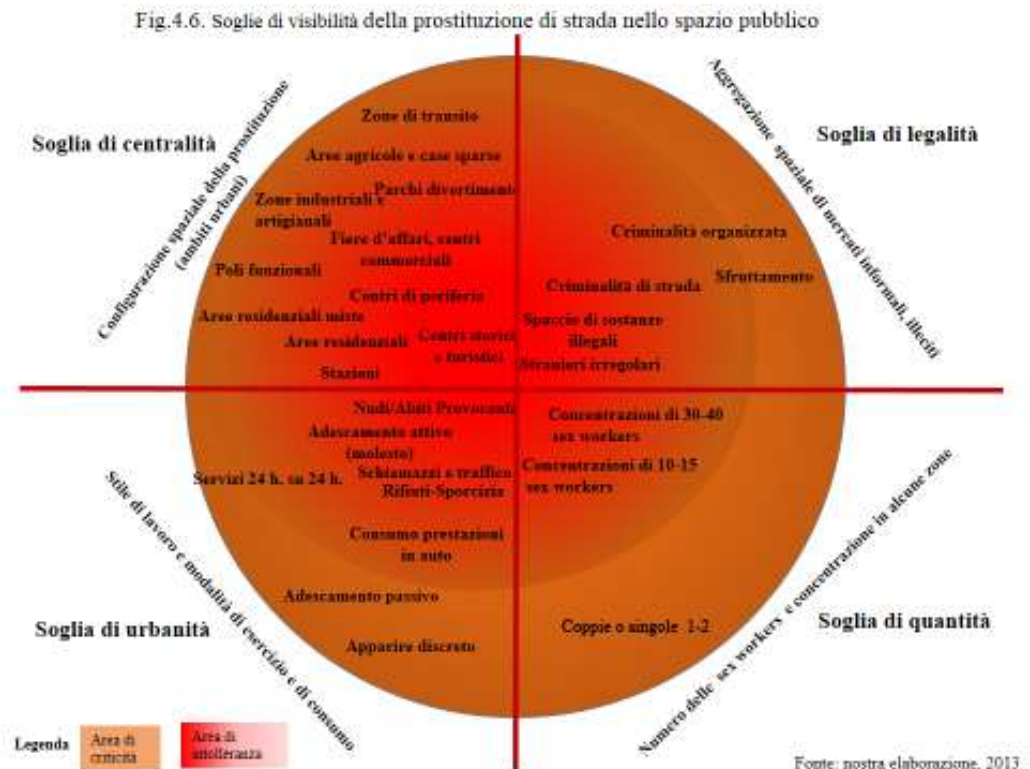 Fig.4.6. Soglie di visibilità della prostituzione di strada nello spazio pubblico
Soglia di centralità
Configurazione spaziale della prostituzione
(ambiti urbani)
Zone di transito
Aree agricole e case sparse
Parchi divertimento
Zone industriali e
artigianali
Fiere d'affari, centri
commerciali
Poli funzionali
Centri di periferia
Aree residenziali miste
Aree residenziali
Centri storici
e turistici
Stazioni
Soglia di legalità
Aggregazione spaziale di mercati informali, illeciti
Criminalità organizzata
Sfruttamento
Criminalità di strada
Spaccio di sostanze
illegali
Stranieri irregolari
Nudi/Abiti Provocanti
Adescamento attivo
(molesto)
Schiamazzi e traffico
Servizi 24 h. su 24 h.
Rifiuti-Sporcizia
Consumo prestazioni
in auto
Adescamento passivo
Apparire discreto
Soglia di urbanità
Stile di lavoro e modalità di esercizio e di consumo
Concentrazioni di 30-40
sex workers
Concentrazioni di 10-15
sex workers
Coppie o singole 1-2
Soglia di quantità
Numero delle sex workers e concentrazione in alcune zone
Legenda
Area di
criticità
Area di
intolleranza
Fonte: nostra elaborazione, 2013